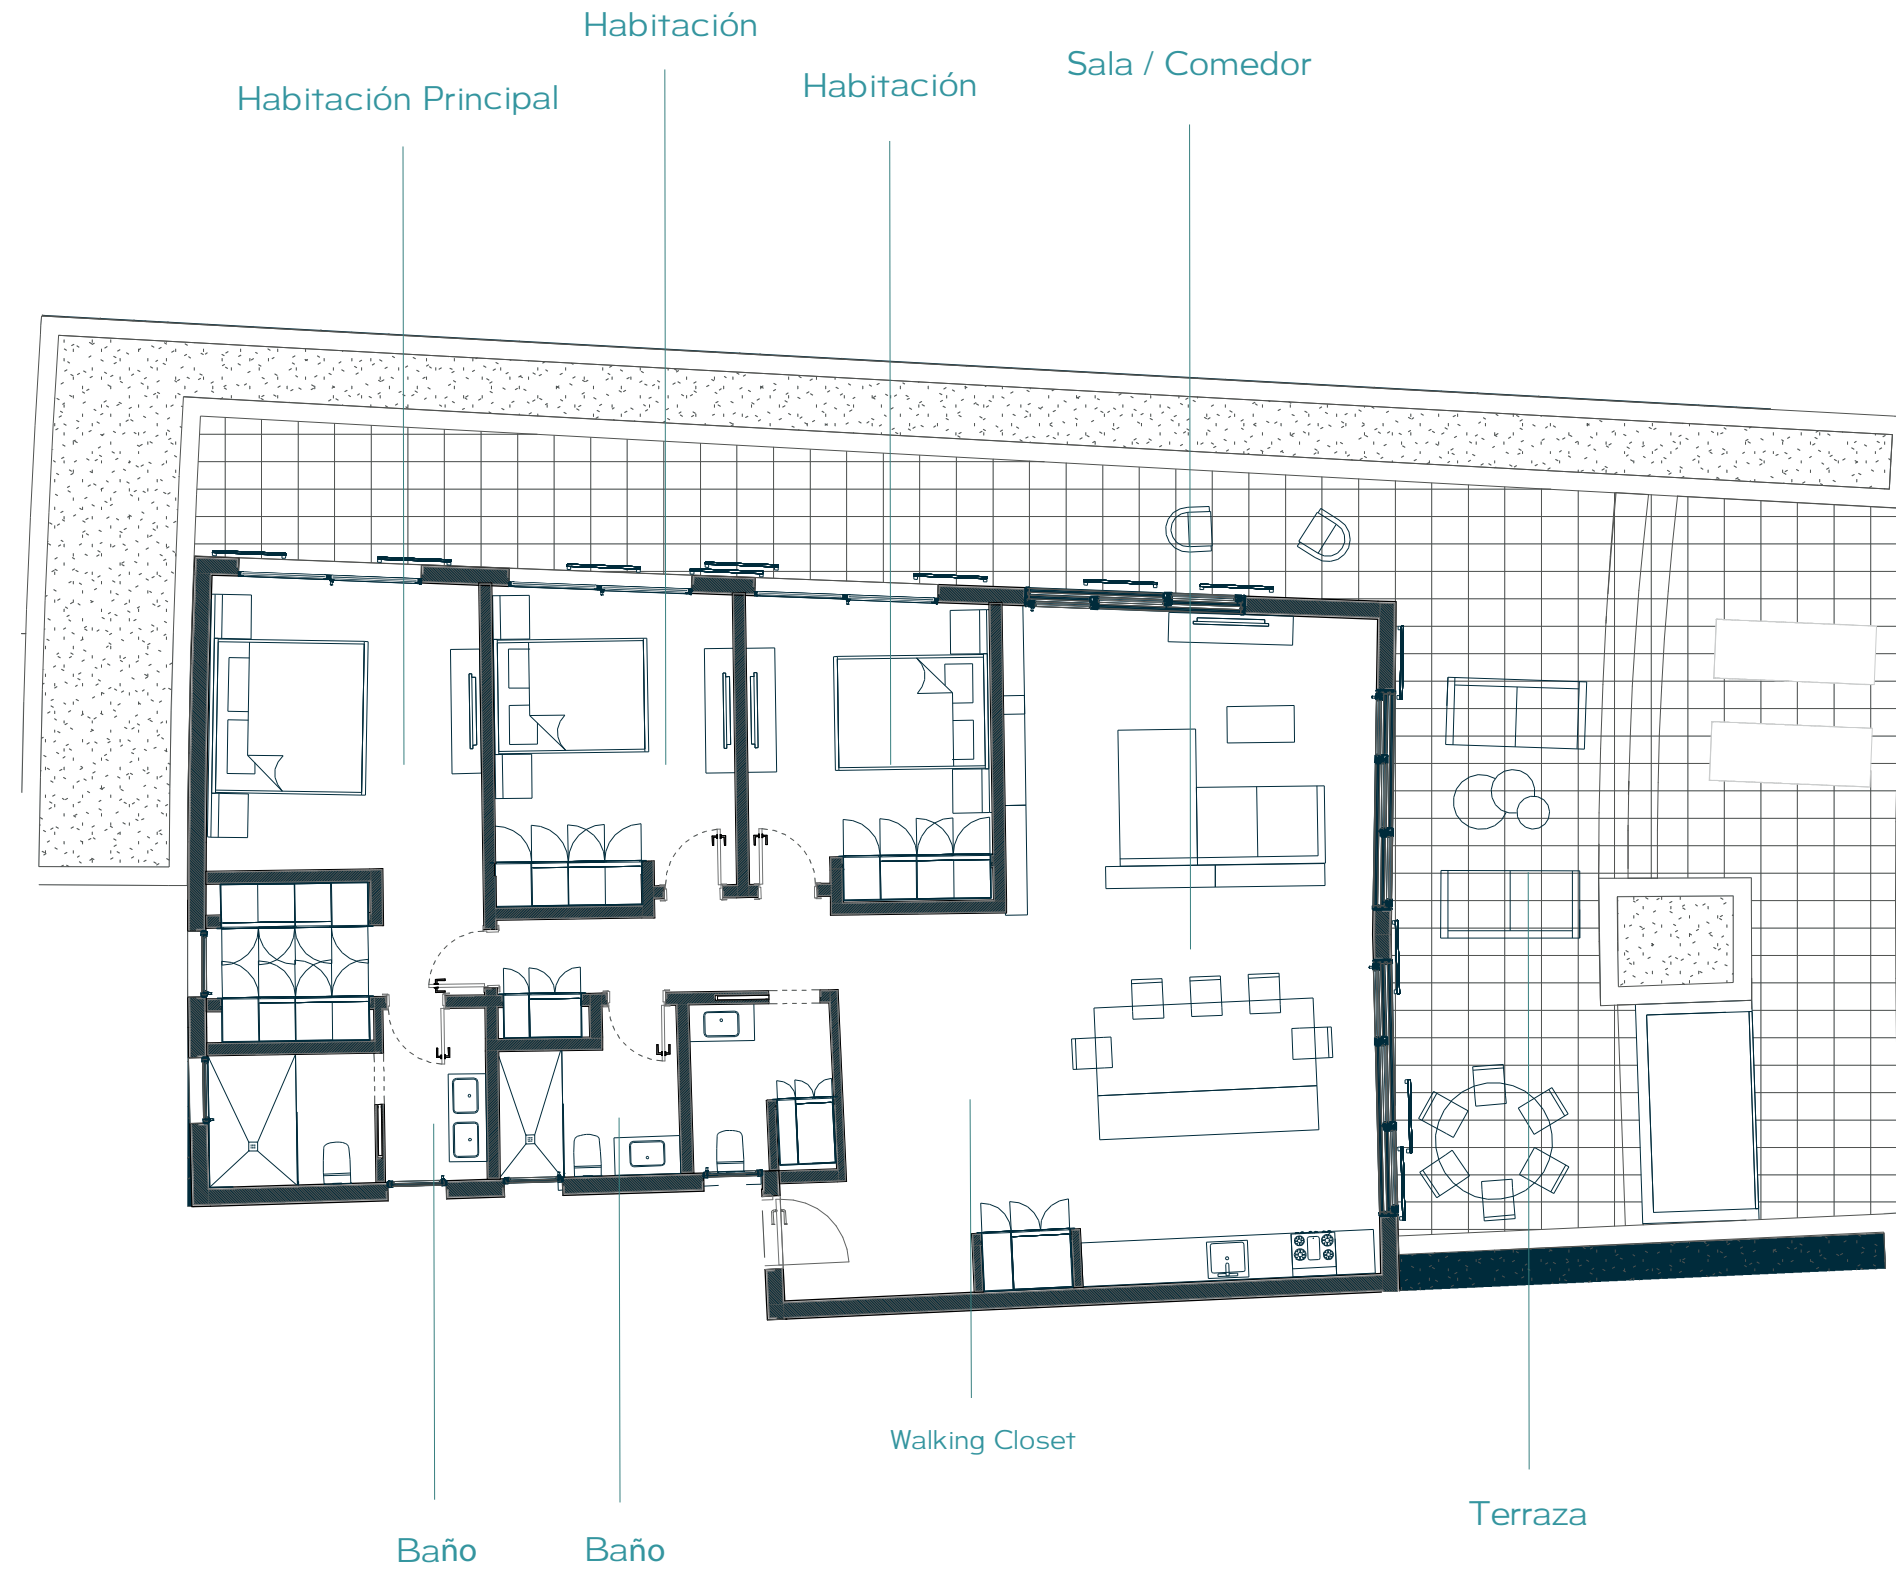 Habitación
Sala / Comedor
Habitación
Habitación Principal
Walking Closet
Terraza
Baño
Baño